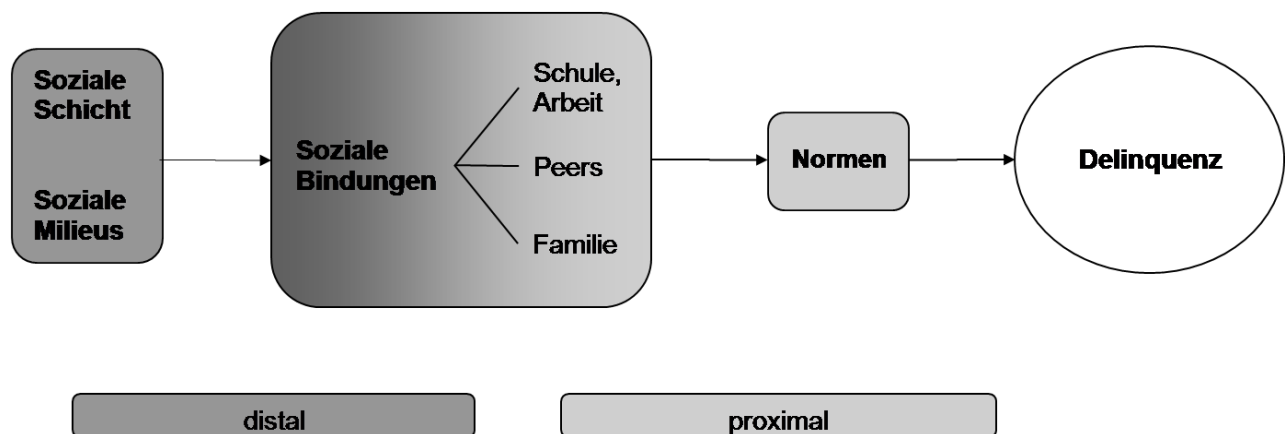 Soziale
Schicht
Soziale
Milieus
Soziale
Bindungen
Schule,
Arbeit
Peers
Familie
Normen
Delinquenz
distal
proximal